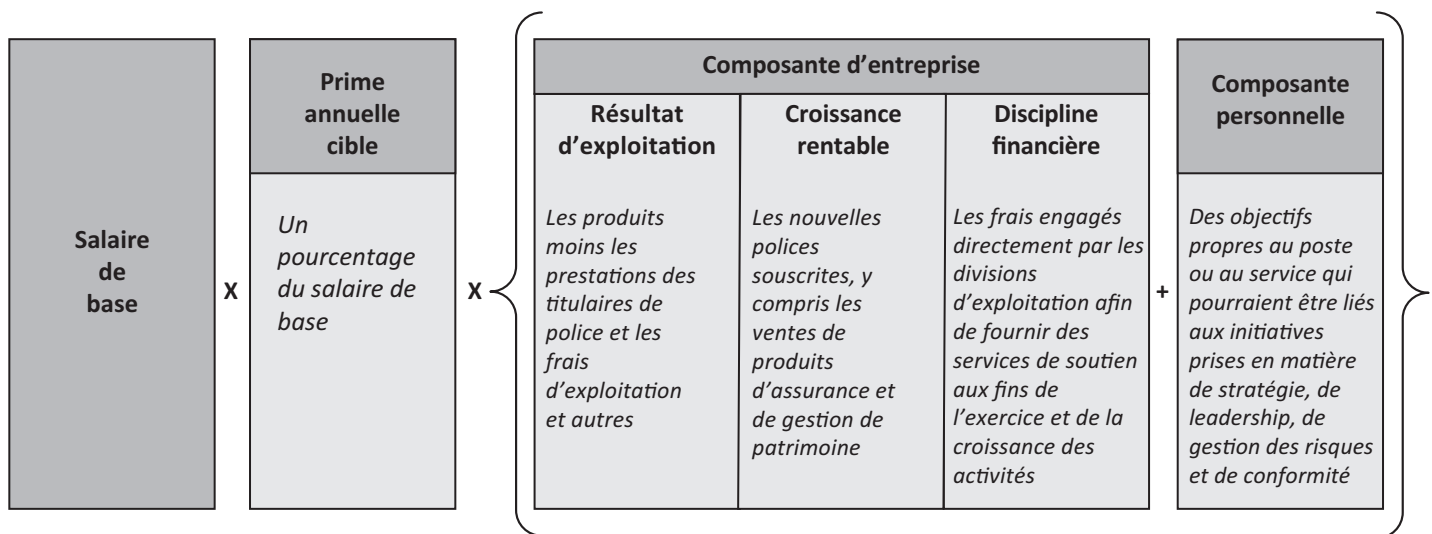 Salaire
de
base
X
Prime
annuelle
cible
Un
pourcentage
du salaire de
base
X
Composante d’entreprise
Résultat
d’exploitation
Les produits
moins les
prestations des
titulaires de
police et les
frais
d’exploitation
et autres
Croissance
rentable
Les nouvelles
polices
souscrites, y
compris les
ventes de
produits
d’assurance et
de gestion de
patrimoine
Discipline
financière
Les frais engagés
directement par les
divisions
d’exploitation afin
de fournir des
services de soutien
aux fins de
l’exercice et de la
croissance des
activités
+
Composante
personnelle
Des objectifs
propres au poste
ou au service qui
pourraient être liés
aux initiatives
prises en matière
de stratégie, de
leadership, de
gestion des risques
et de conformité